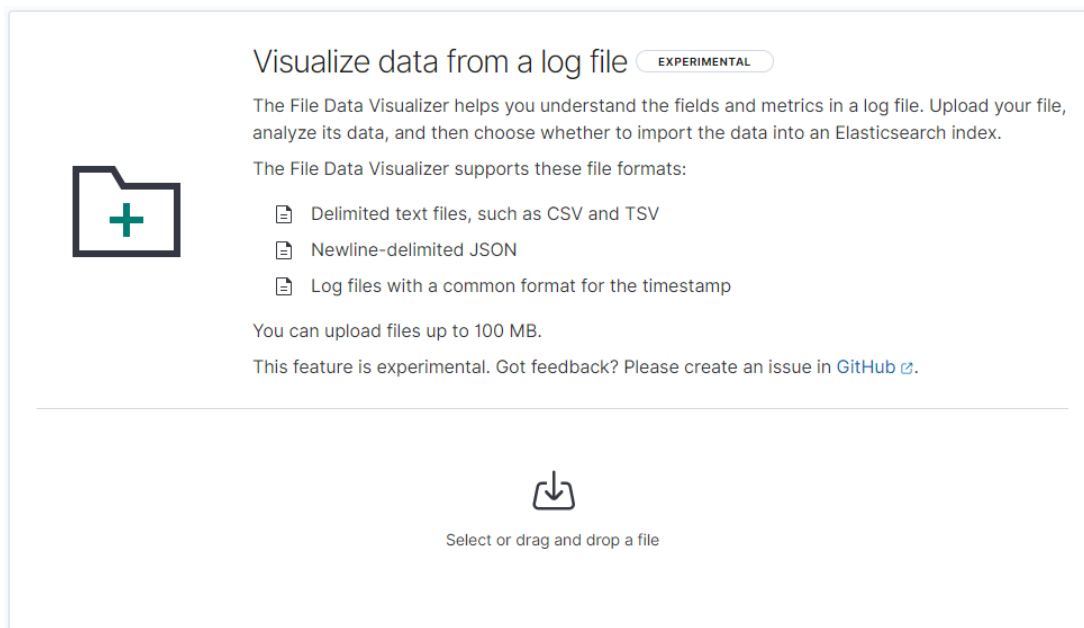 Visualize data from a log file EXPERIMENTAL
The File Data Visualizer helps you understand the fields and metrics in a log file. Upload your file,
analyze its data, and then choose whether to import the data into an Elasticsearch index.
The File Data Visualizer supports these file formats:
Delimited text files, such as CSV and TSV
Newline-delimited JSON
Log files with a common format for the timestamp
You can upload files up to 100 MB.
This feature is experimental. Got feedback? Please create an issue in GitHub.
Select or drag and drop a file